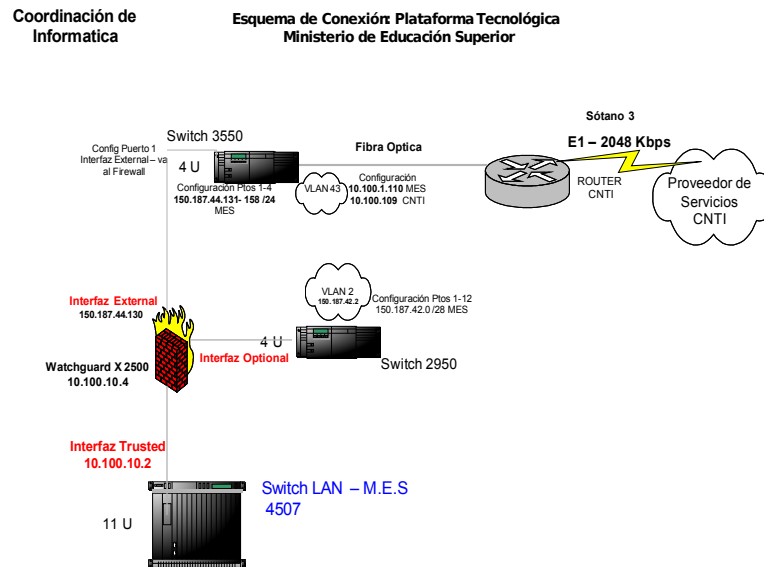 Coordinación de
Informatica
Esquema de Conexión: Plataforma Tecnológica
Ministerio de Educación Superior
Sótano 3
E1 – 2048 Kbps
Switch 3550
Config Puerto 1
Interfaz External – va
al Firewall
4 U
Fibra Optica
Configuración Ptos 1-4
150.187.44.131- 158 /24
MES
VLAN 43
Configuración
10.100.1.110 MES
10.100.109 CNTI
ROUTER
CNTI
Proveedor de
Servicios
CNTI
VLAN 2
150.187.42.2
Configuración Ptos 1-12
150.187.42.0 /28 MES
Interfaz External
150.187.44.130
4 U
Interfaz Optional
Switch 2950
Watchguard X 2500
10.100.10.4
Interfaz Trusted
10.100.10.2
Switch LAN – M.E.S
4507
11 U